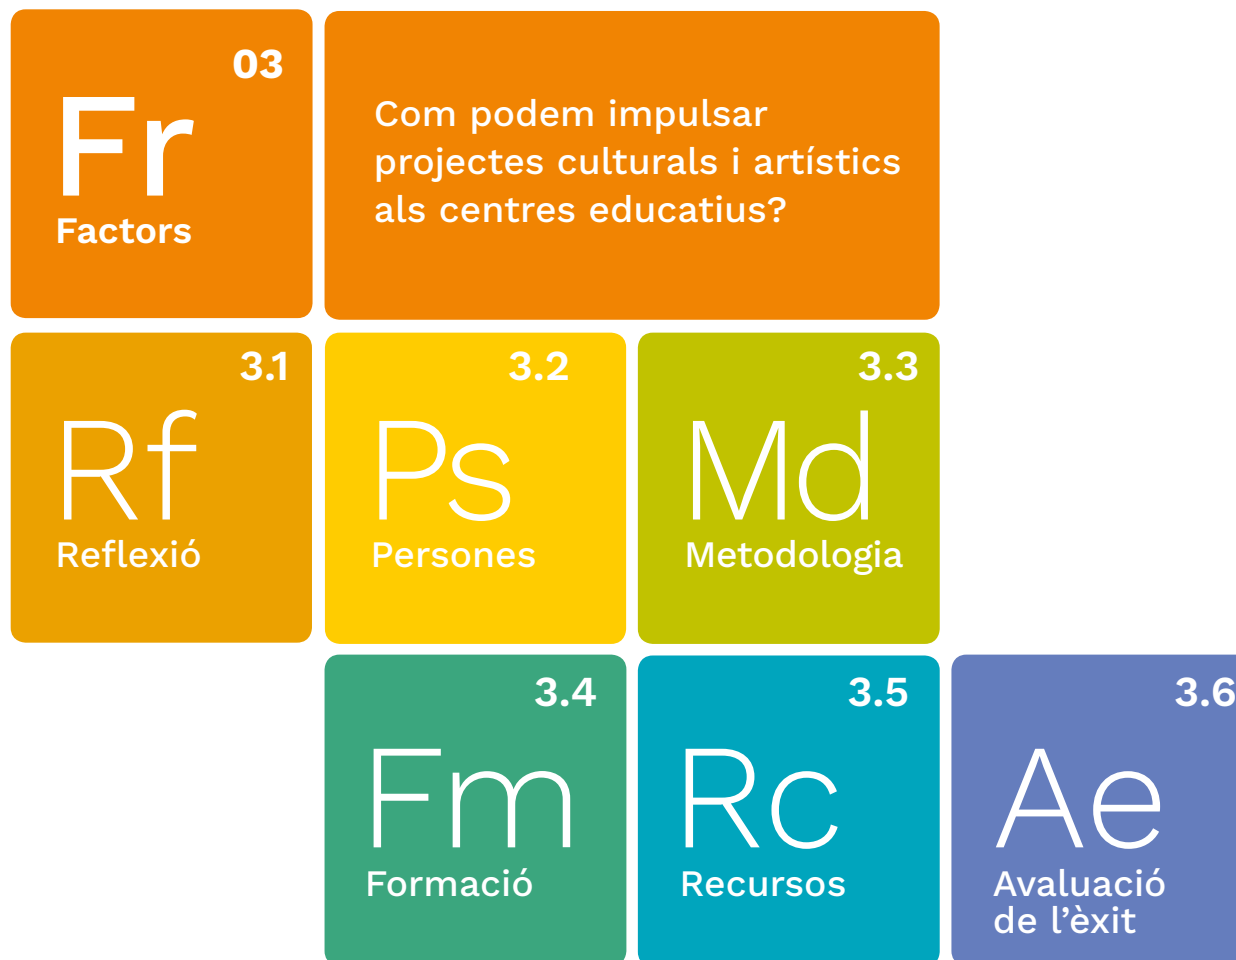 03
Fr
Factors
Com podem impulsar
projectes culturals i artístics
als centres educatius?
3.1
Rf
Reflexió
3.2
Ps
Persones
3.3
Md
Metodologia
3.4
Fm
Formació
3.5
Rc
Recursos
3.6
Ae
Avaluació
de l’èxit